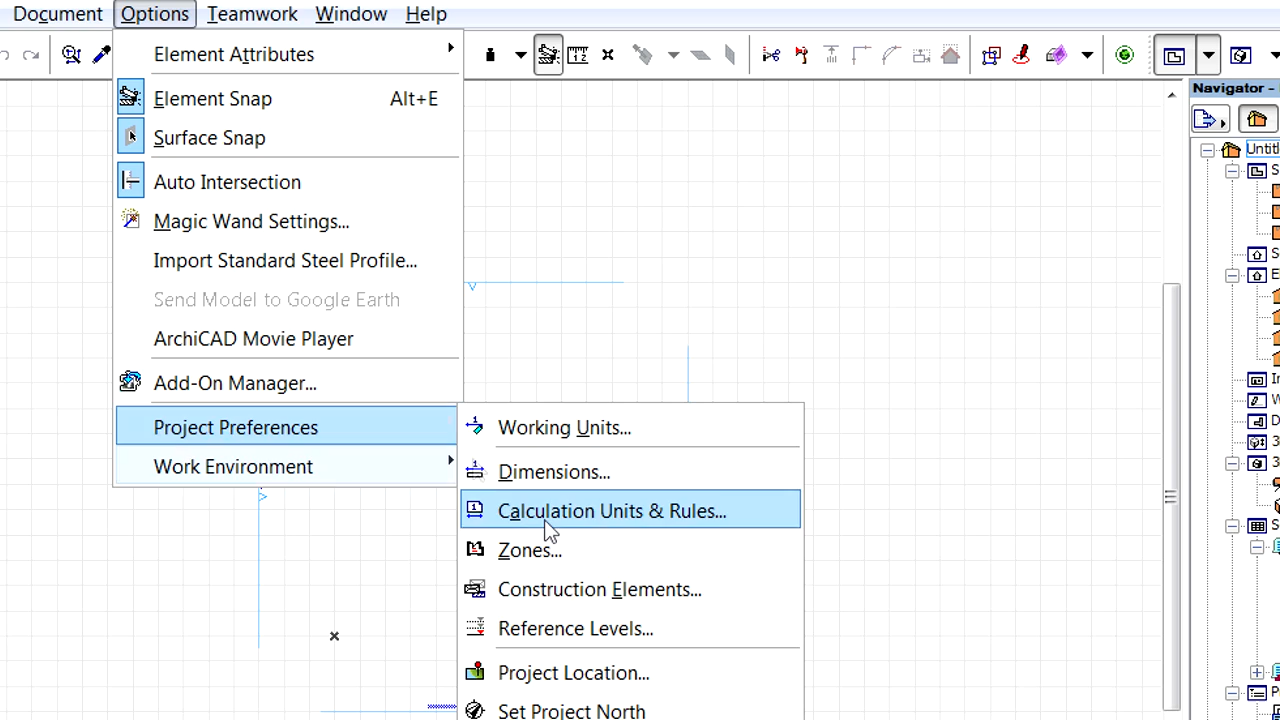 Document Options Teamwork Window Help
Element Attributes
Element Snap Alt+E
Surface Snap
Auto Intersection
Magic Wand Settings...
Import Standard Steel Profile...
Send Model to Google Earth
ArchiCAD Movie Player
Add-On Manager...
Project Preferences
Work Environment
Working Units...
Dimensions...
Calculation Units & Rules...
Zones...
Construction Elements...
Reference Levels...
Project Location...
Set Project North
Navigator -
Untitl